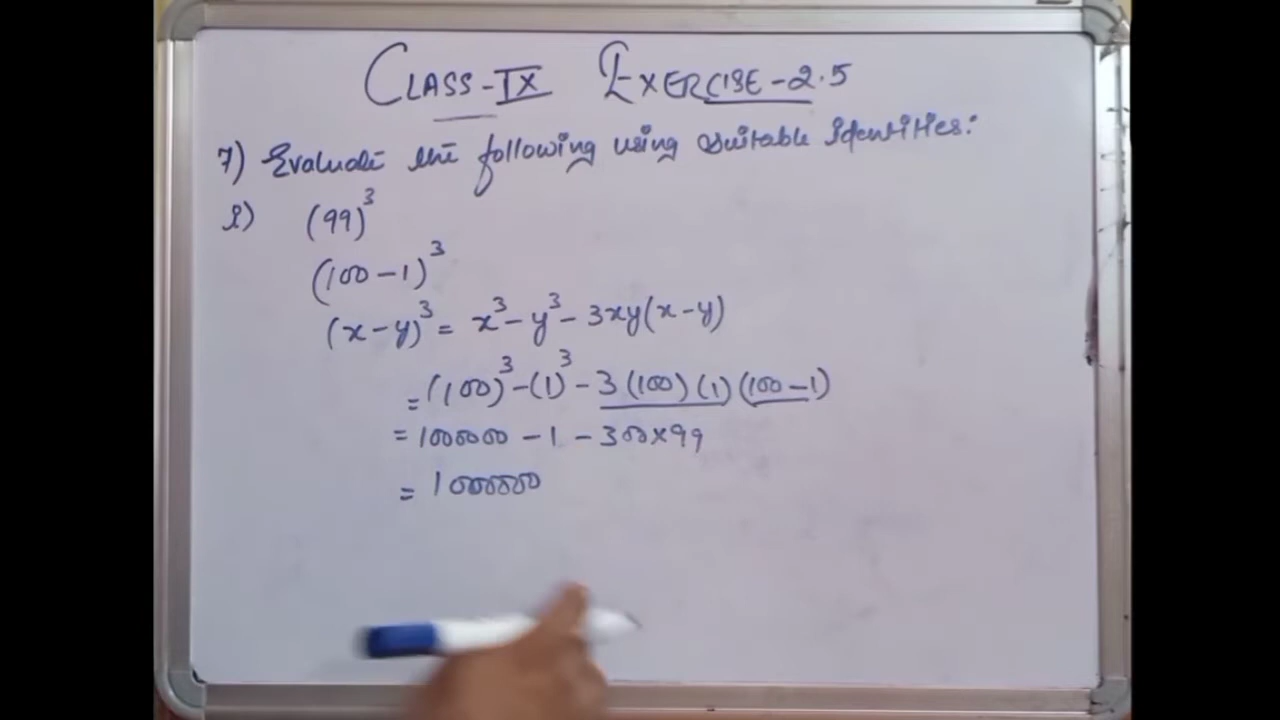 CLASS-IX EXERCISE-2.5
7) Evaluate the following using suitable identities:
i) (99)³
(100-1)³
(x-y)³ = x³-y³-3xy(x-y)
= (100)³-(1)³-3(100)(1)(100-1)
= 1000000-1-300×99
= 1000000